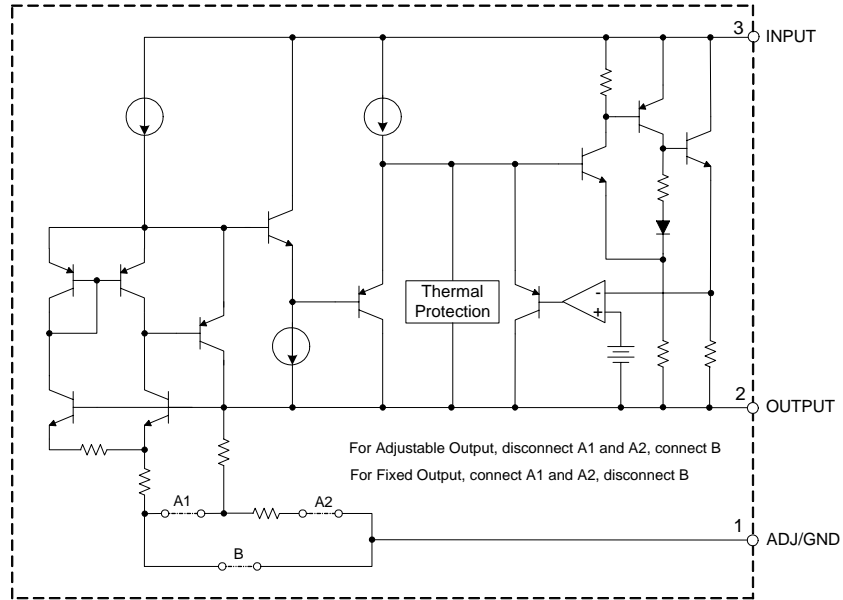 3
INPUT
Thermal
Protection
-
+
2
OUTPUT
For Adjustable Output, disconnect A1 and A2, connect B
For Fixed Output, connect A1 and A2, disconnect B
A1
A2
1
ADJ/GND
B